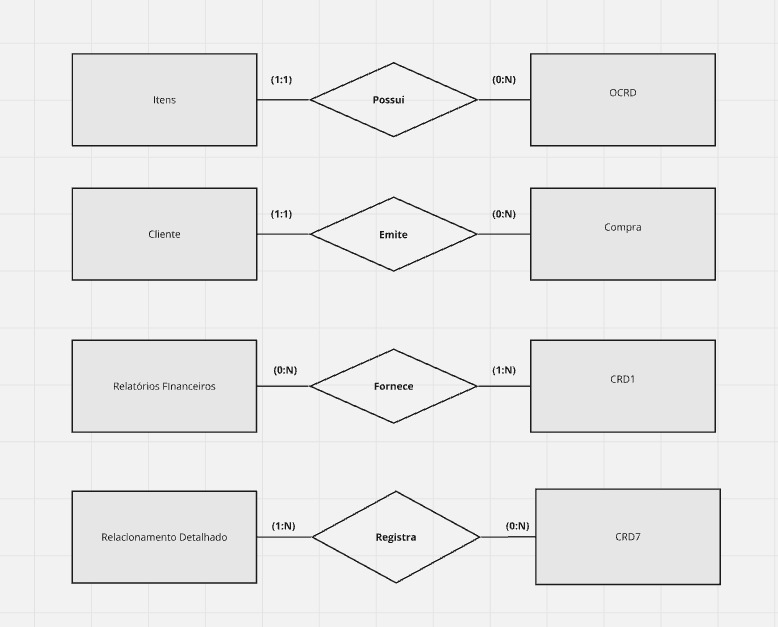 Itens
(1:1)
Possui
(0:N)
OCRD
Cliente
(1:1)
Emite
(0:N)
Compra
Relatórios Financeiros
(0:N)
Fornece
(1:N)
CRD1
Relacionamento Detalhado
(1:N)
Registra
(0:N)
CRD7